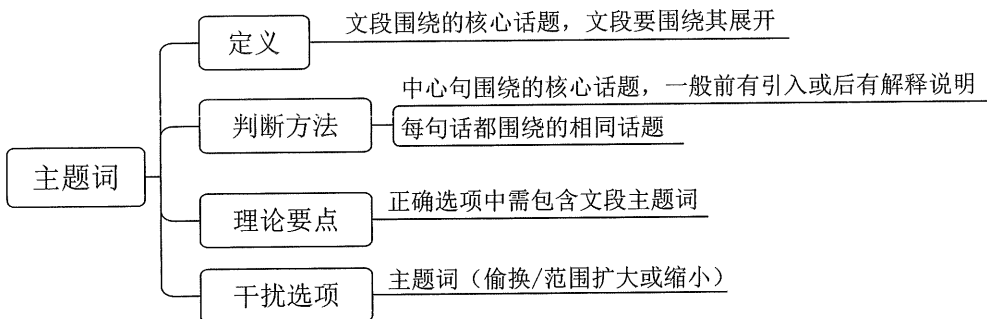 定义
文段围绕的核心话题，文段要围绕其展开
中心句围绕的核心话题，一般前有引入或后有解释说明
判断方法
每句话都围绕的相同话题
主题词
正确选项中需包含文段主题词
理论要点
主题词（偷换/范围扩大或缩小）
干扰选项